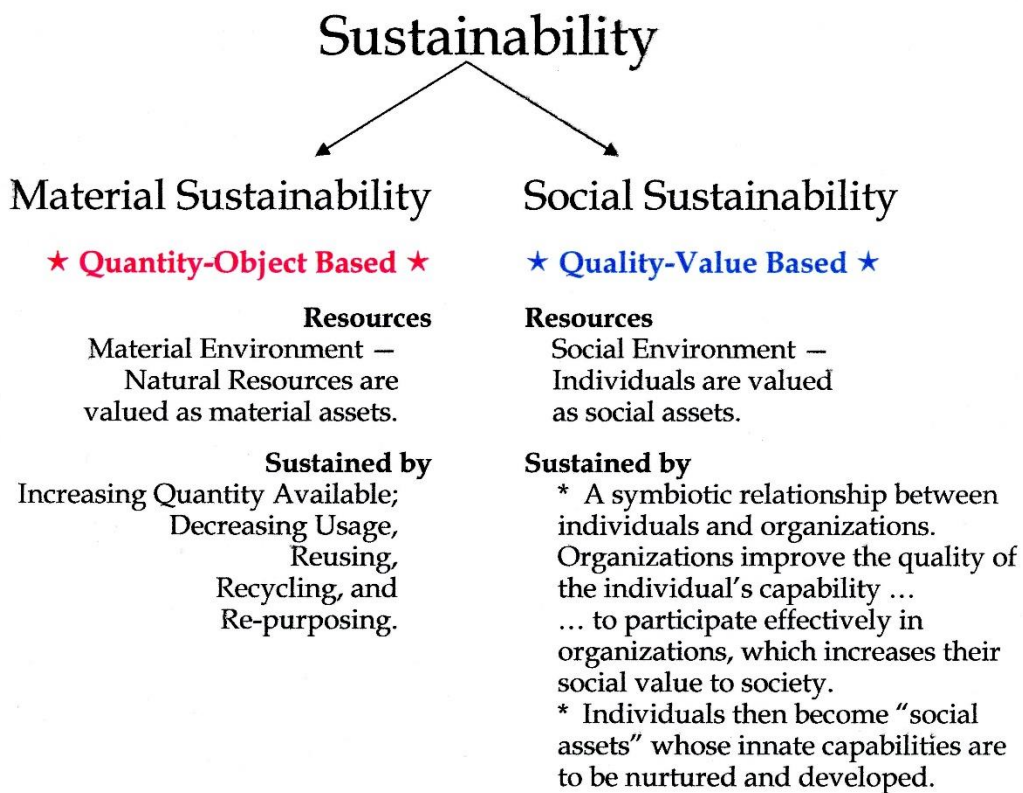 Sustainability
Material Sustainability
★ Quantity-Object Based ★
Resources
Material Environment —
Natural Resources are
valued as material assets.
Sustained by
Increasing Quantity Available;
Decreasing Usage,
Reusing,
Recycling, and
Re-purposing.
Social Sustainability
★ Quality-Value Based ★
Resources
Social Environment —
Individuals are valued
as social assets.
Sustained by
* A symbiotic relationship between
individuals and organizations.
Organizations improve the quality of
the individual's capability ...
... to participate effectively in
organizations, which increases their
social value to society.
* Individuals then become “social
assets” whose innate capabilities are
to be nurtured and developed.